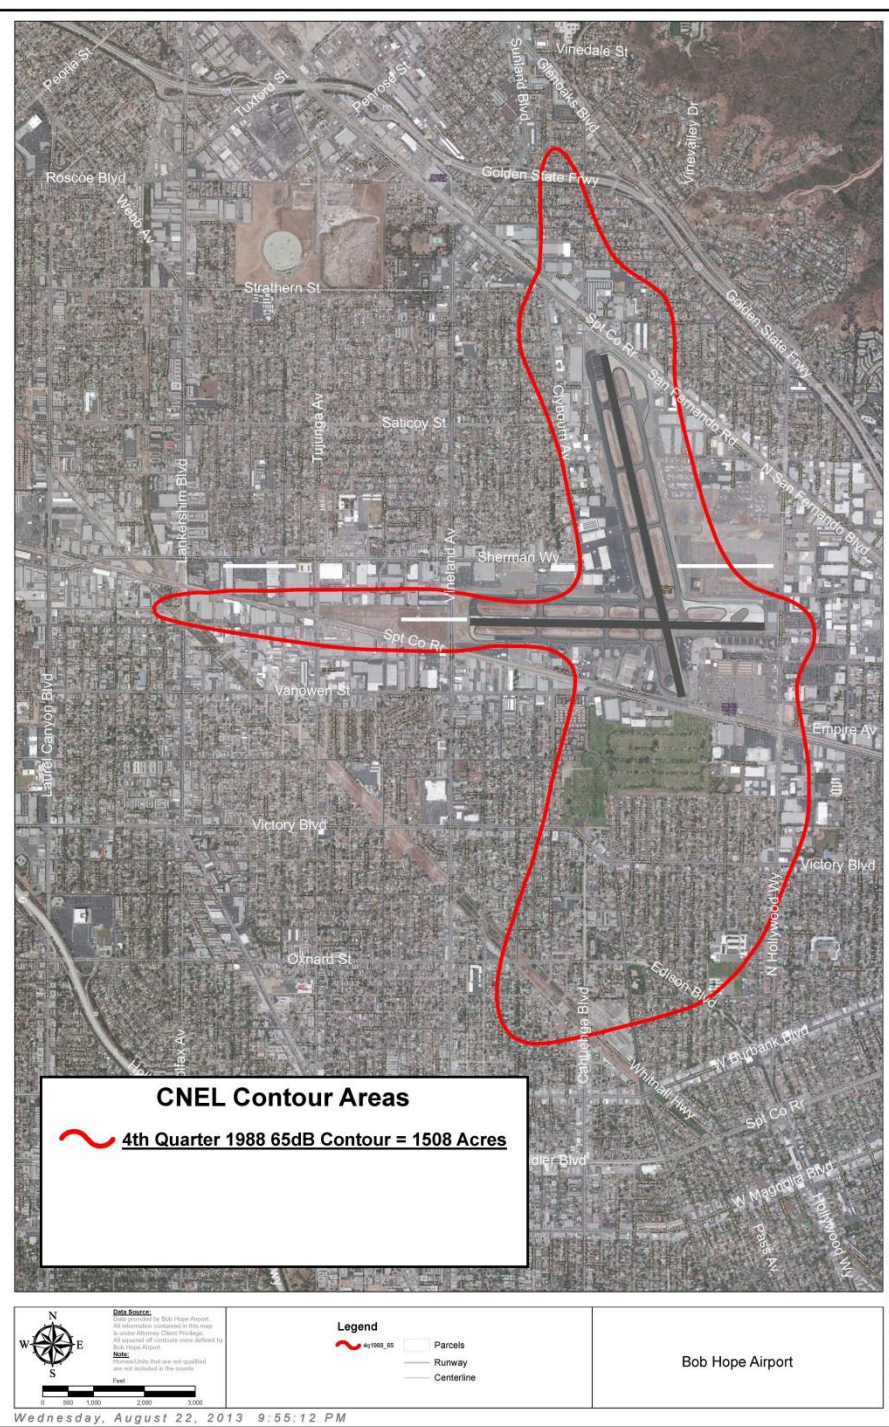 Vinedale St
Sunland Blvd
Glenoaks Blvd
Peoria St
Tuxford St
Penrose St
Vinevalley Dr
Roscoe Blvd
Golden State Frwy
Webb Av
Strathern St
Golden State Frwy
Spt Co Rr
San Fernando Rd
Clybourn Av
Tujunga Av
Saticoy St
N San Fernando Blvd
Lankershim Blvd
Vineland Av
Sherman Wy
Spt Co Rr
Vanowen St
Laurel Canyon Blvd
Empire Av
Victory Blvd
Victory Blvd
N Hollywood Wy
Oxnard St
Edison Blvd
Cahuenga Blvd
W Burbank Blvd
Whitnall Hwy
Spt Co Rr
dler Blvd
W Magnolia Blvd
Hollywood Wy
Pass Av
CNEL Contour Areas
4th Quarter 1988 65dB Contour = 1508 Acres
N
W E
S
Data Source:
Data provided by Bob Hope Airport.
All information contained in this map
is under Attorney Client Privilege.
All squared off contours were defined by
Bob Hope Airport.
Note:
Homes/Units that are not qualified
are not included in the counts.
Feet
0 500 1,000 2,000 3,000
Legend
4q1988_65
Parcels
Runway
Centerline
Bob Hope Airport
Wednesday, August 22, 2013 9:55:12 PM